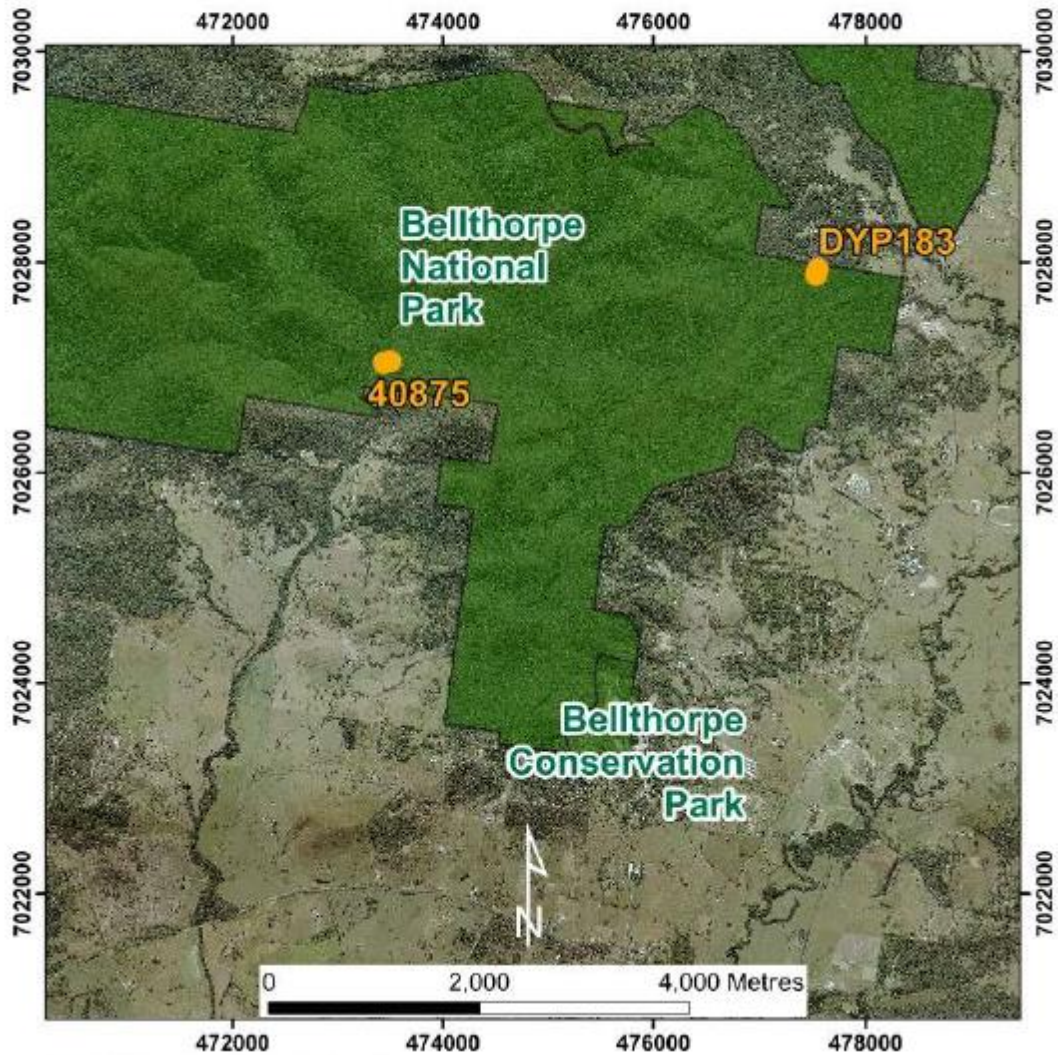 472000 474000 476000 478000
7030000 7030000
Bellthorpe
National
Park
DYP183
7028000 7028000
40875
7026000 7026000
7024000 7024000
Bellthorpe
Conservation
Park
7022000 7022000
N
0 2,000 4,000 Metres
472000 474000 476000 478000